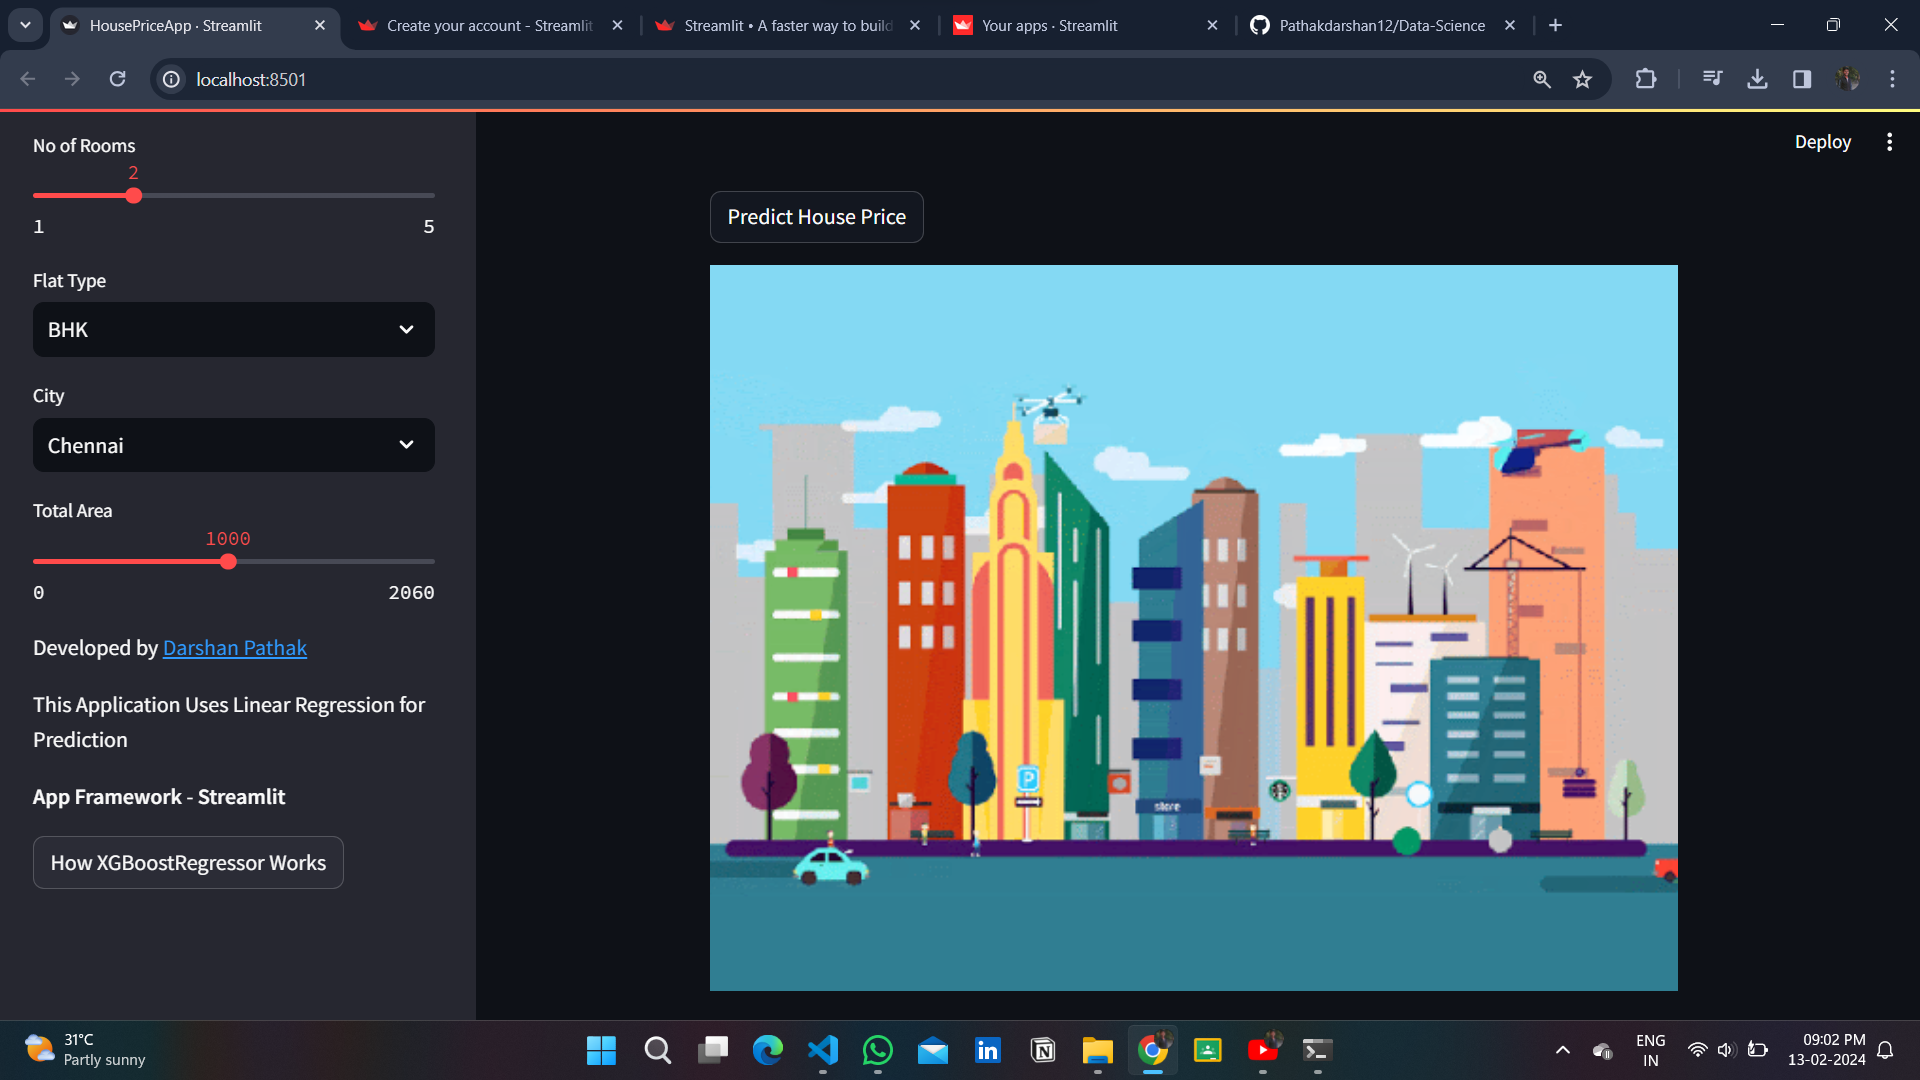 HousePriceApp · Streamlit
Create your account - Streamlit
Streamlit • A faster way to build
Your apps · Streamlit
Pathakdarshan12/Data-Science
localhost:8501
Deploy
No of Rooms
2
1 5
Flat Type
BHK
City
Chennai
Total Area
1000
0 2060
Developed by Darshan Pathak
This Application Uses Linear Regression for
Prediction
App Framework - Streamlit
How XGBoostRegressor Works
Predict House Price
P
store
31°C
Partly sunny
ENG
IN
09:02 PM
13-02-2024